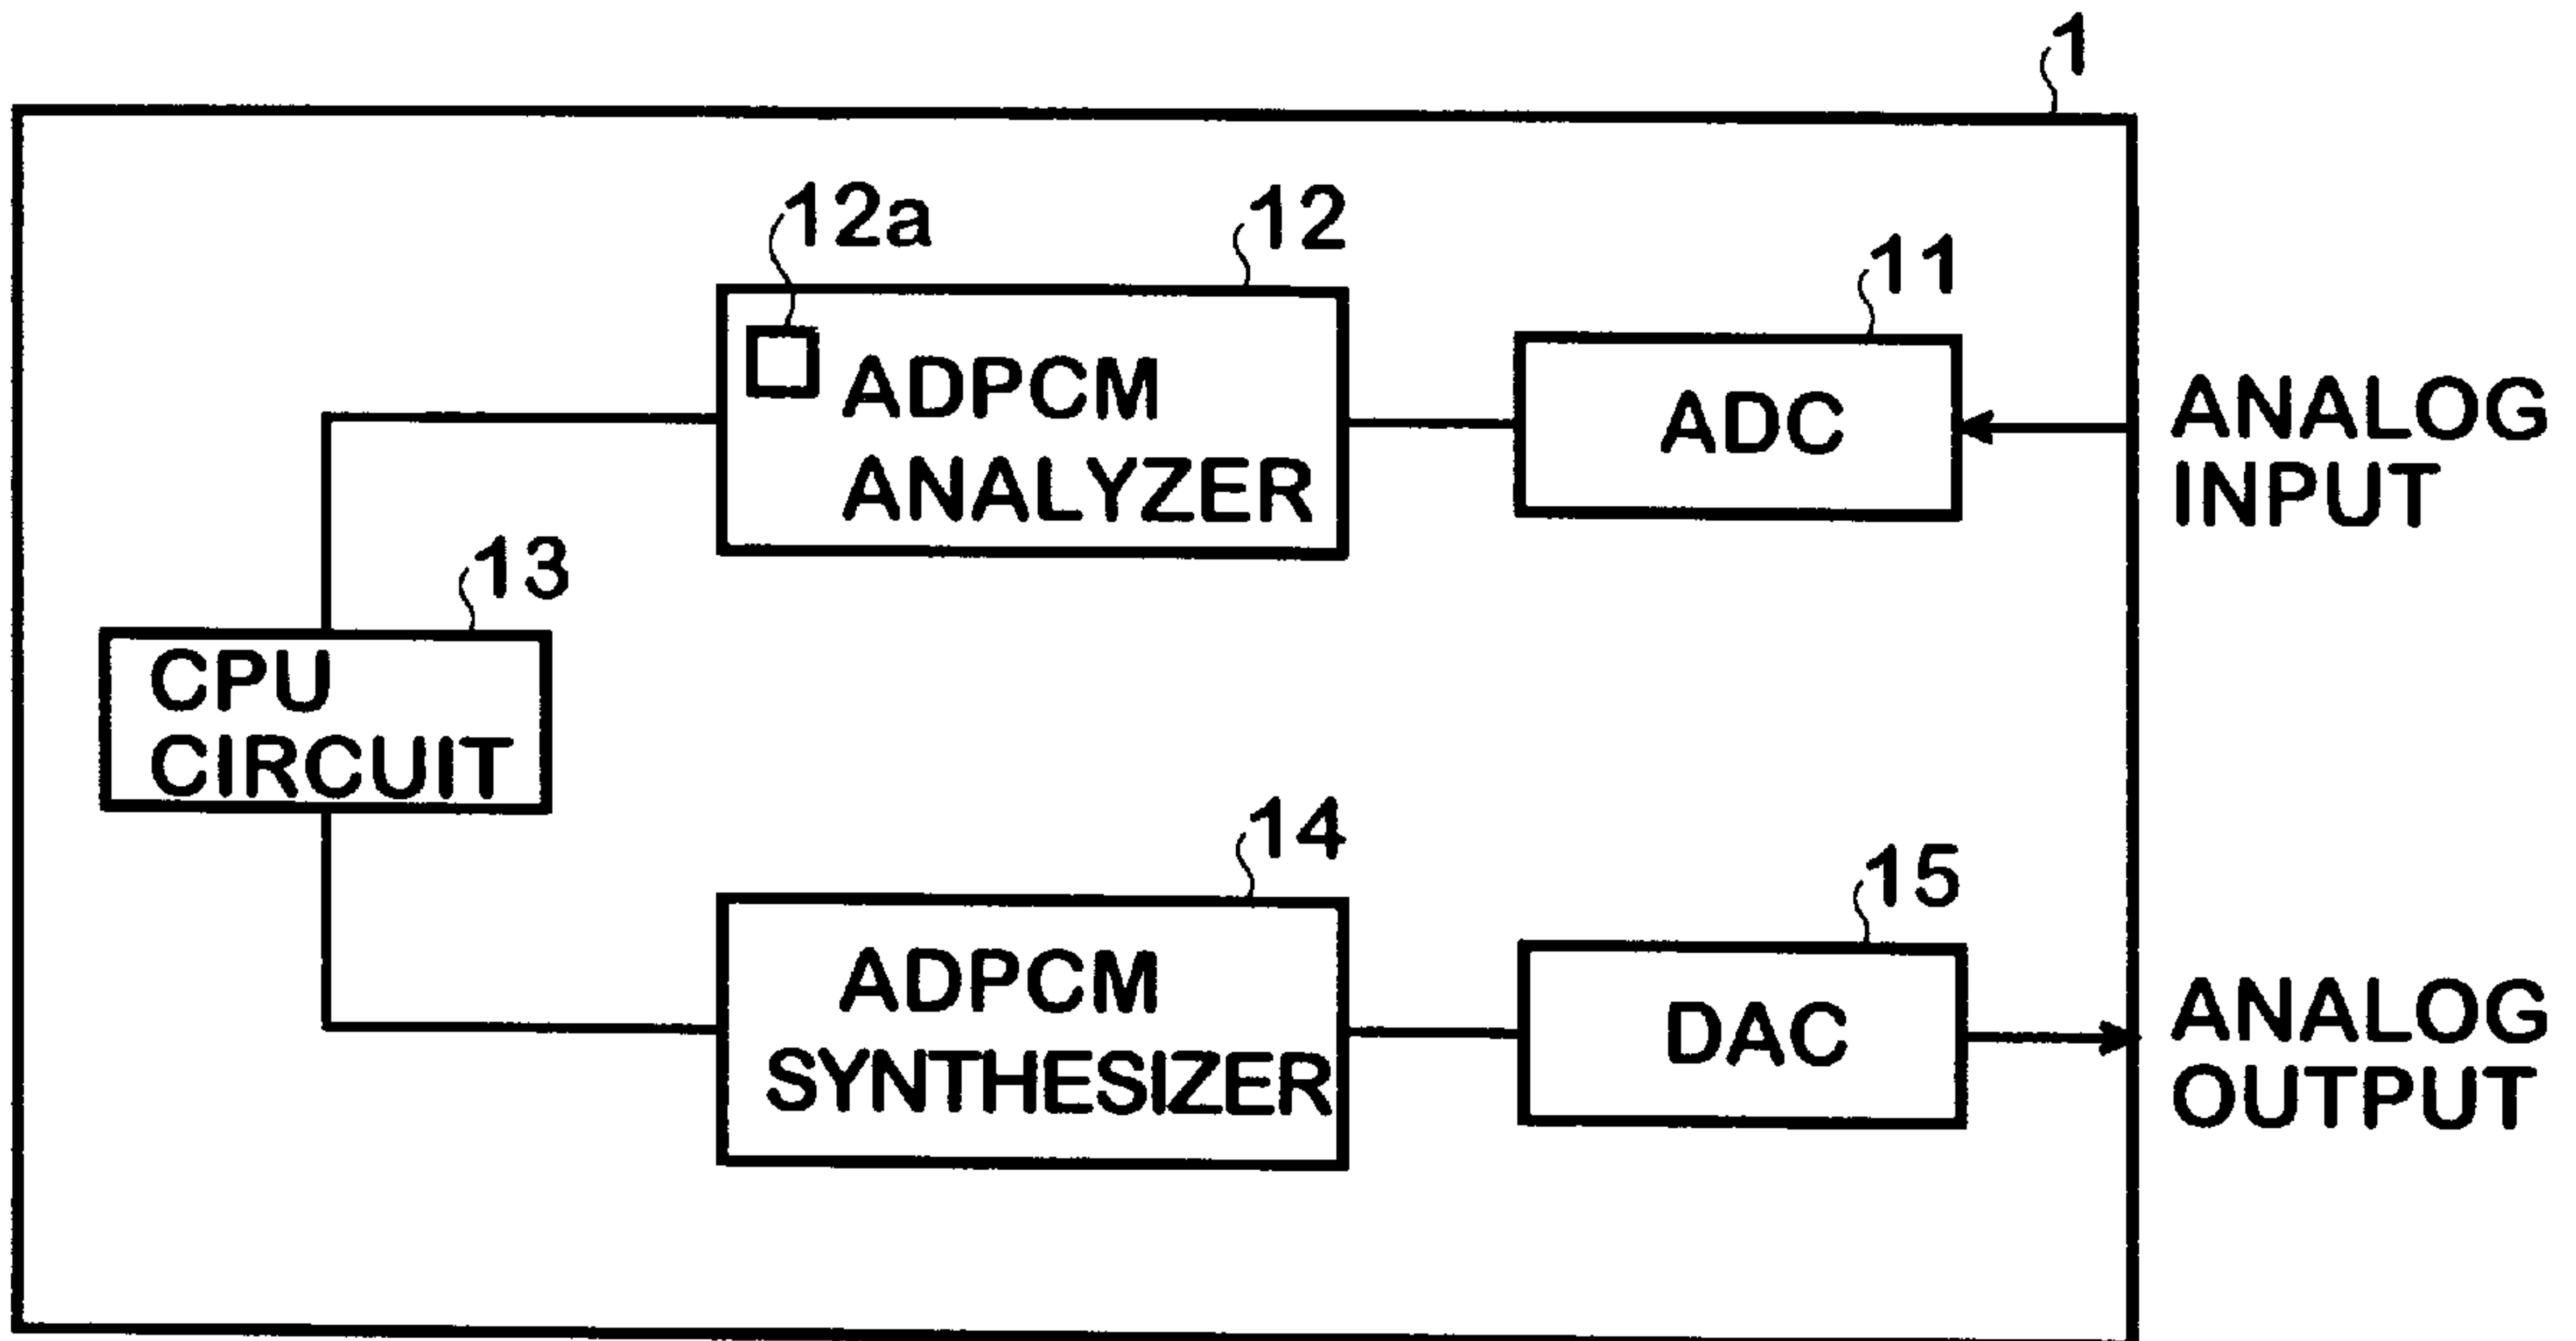 1
12a
12
11
ADPCM
ANALYZER
ADC
ANALOG
INPUT
13
CPU
CIRCUIT
14
15
ADPCM
SYNTHESIZER
DAC
ANALOG
OUTPUT